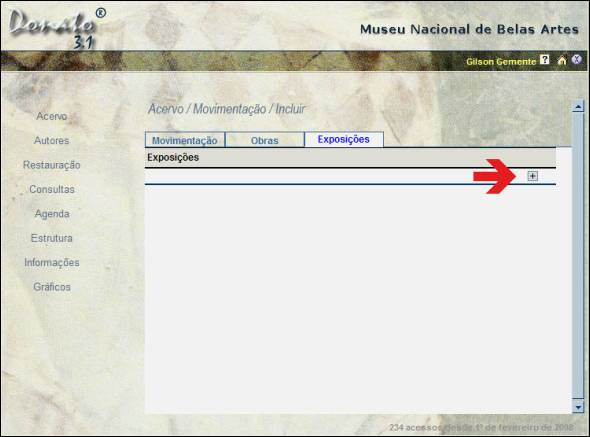 Donato ®
3.1
Museu Nacional de Belas Artes
Gilson Gemente ? X
Acervo / Movimentação / Incluir
Acervo
Autores
Restauração
Consultas
Agenda
Estrutura
Informações
Gráficos
Movimentação Obras Exposições
Exposições
+
234 acessos desde 1º de fevereiro de 2008